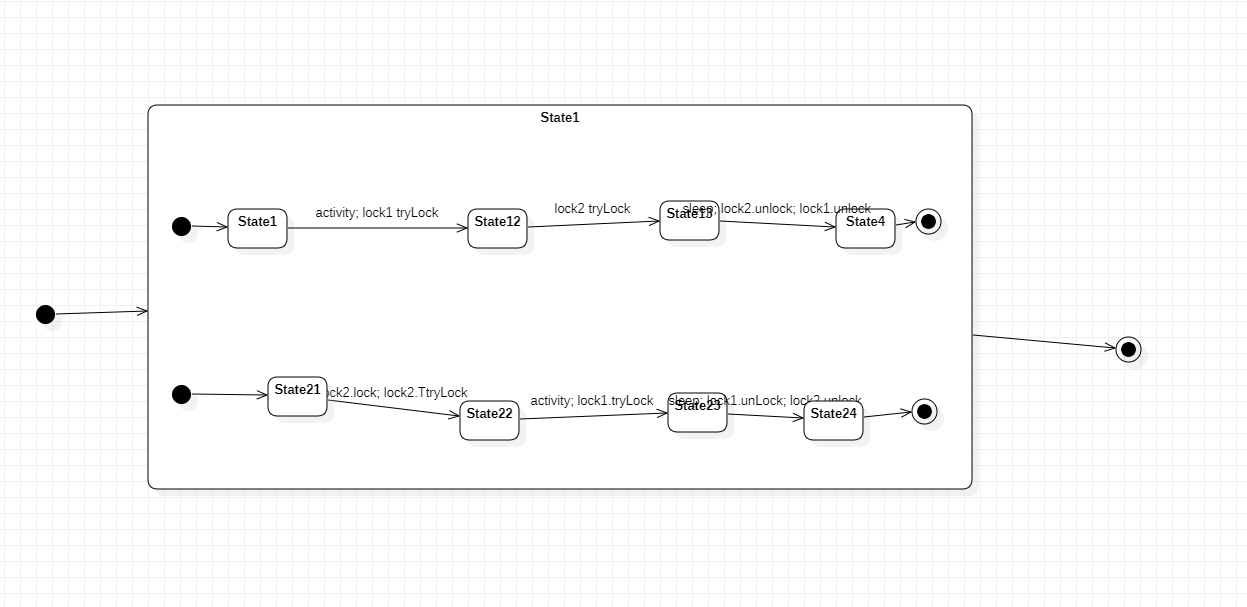 State1
State1
activity; lock1 tryLock
State12
lock2 tryLock
State13
sleep; lock2.unlock; lock1.unlock
State4
State21
ock2.lock; lock2.TtryLock
State22
activity; lock1.tryLock
State23
sleep; lock1.unLock; lock2.unlock
State24